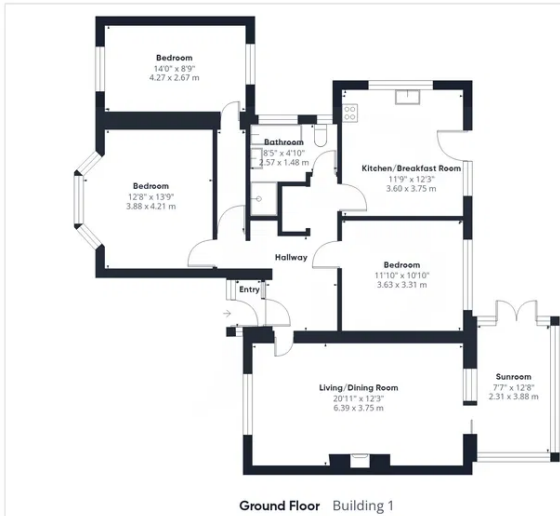 Bedroom
14'0" x 8'9"
4.27 x 2.67 m
Bathroom
8'5" x 4'10"
2.57 x 1.48 m
Kitchen/Breakfast Room
11'9" x 12'3"
3.60 x 3.75 m
Bedroom
12'8" x 13'9"
3.88 x 4.21 m
Hallway
Bedroom
11'10" x 10'10"
3.63 x 3.31 m
Entry
Living/Dining Room
20'11" x 12'3"
6.39 x 3.75 m
Sunroom
7'7" x 12'8"
2.31 x 3.88 m
Ground Floor Building 1